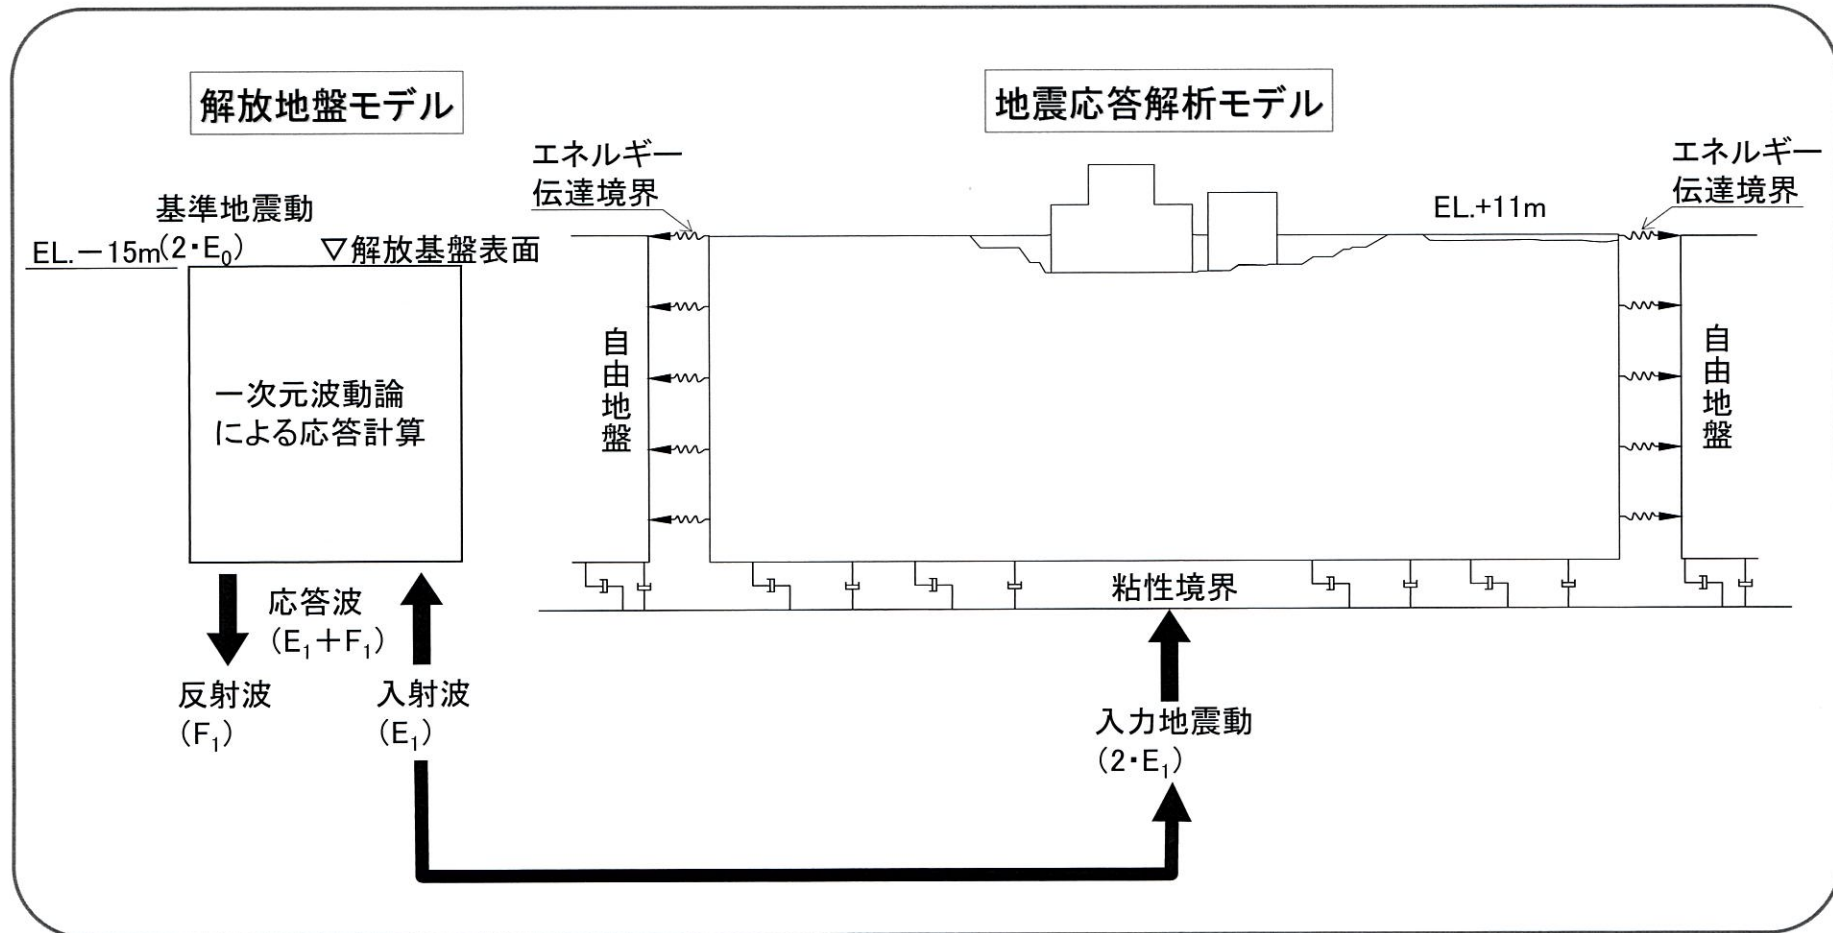 解放地盤モデル
基準地震動
EL.－15m(2・E₀)
▽解放基盤表面
一次元波動論
による応答計算
応答波
(E₁＋F₁)
反射波
(F₁)
入射波
(E₁)
地震応答解析モデル
エネルギー
伝達境界
エネルギー
伝達境界
EL.+11m
自由地盤
自由地盤
粘性境界
入力地震動
(2・E₁)